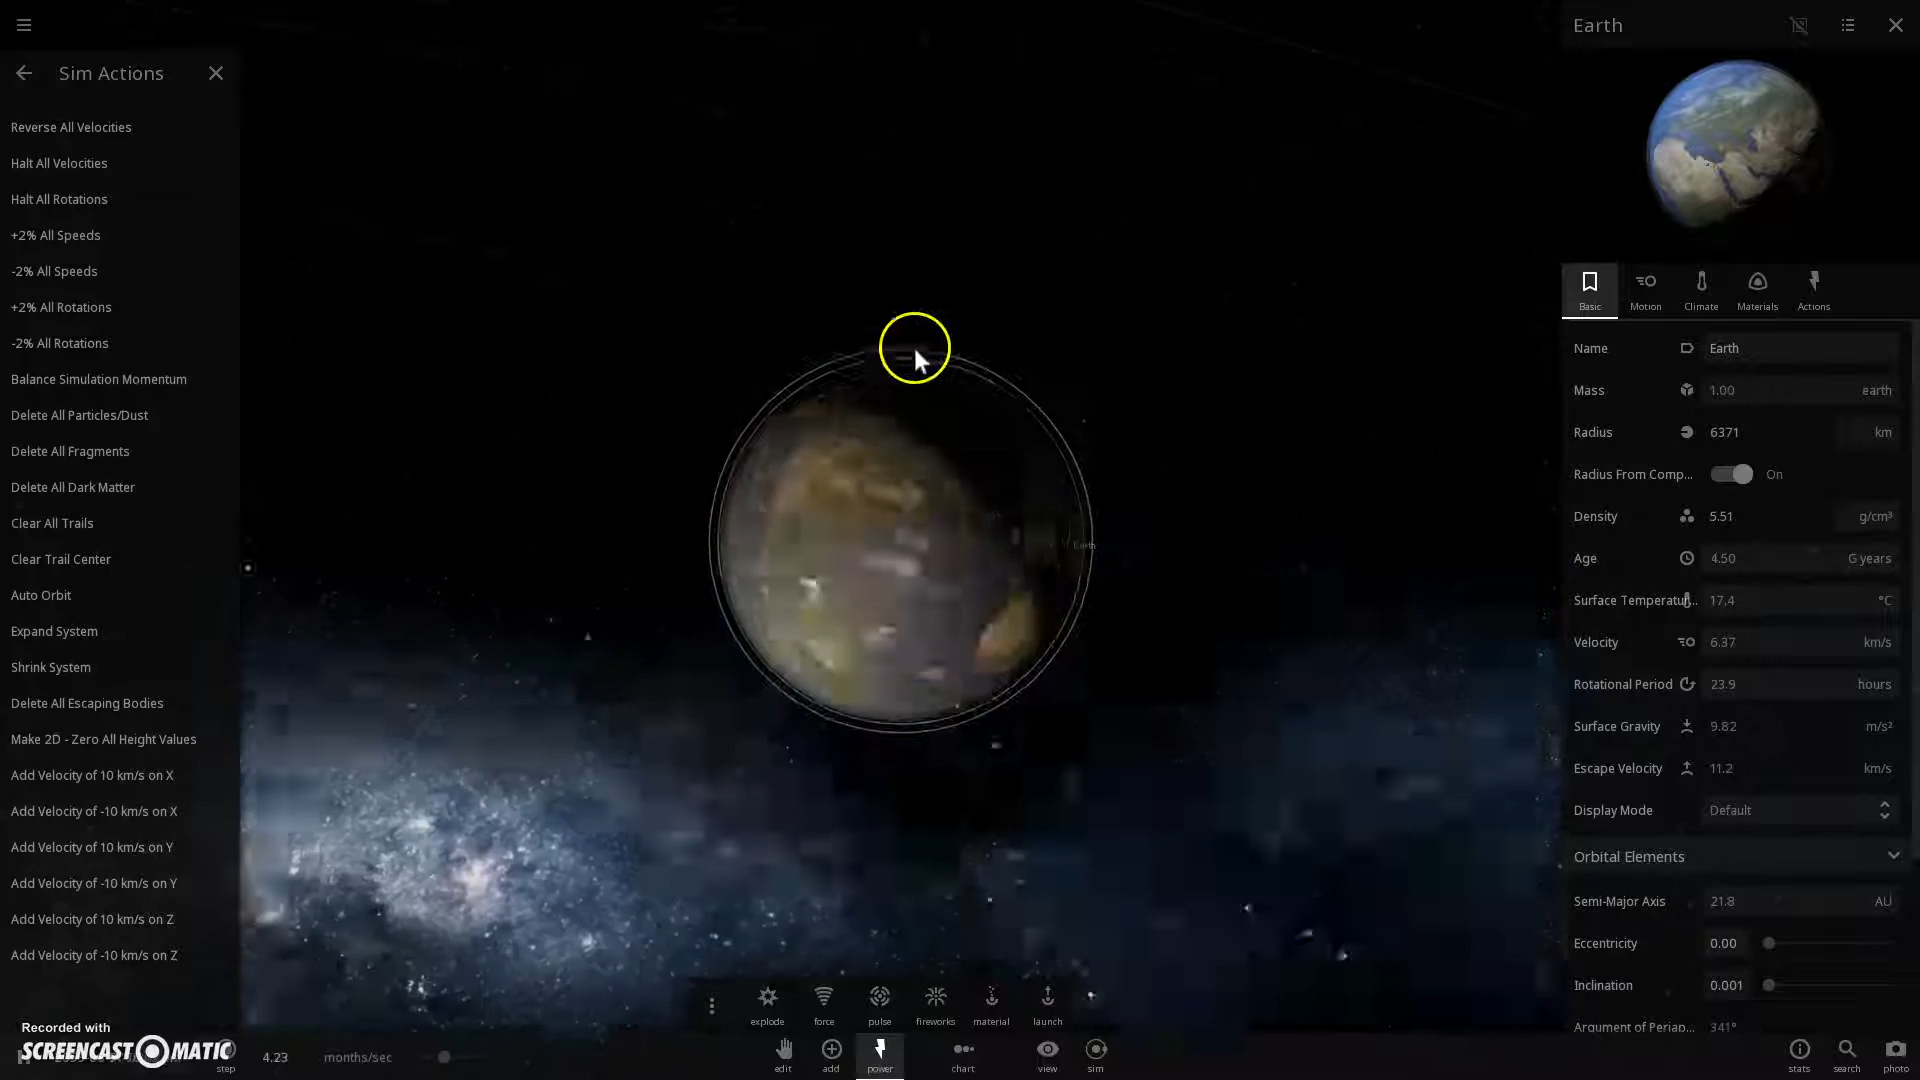 Sim Actions
Reverse All Velocities
Halt All Velocities
Halt All Rotations
+2% All Speeds
-2% All Speeds
+2% All Rotations
-2% All Rotations
Balance Simulation Momentum
Delete All Particles/Dust
Delete All Fragments
Delete All Dark Matter
Clear All Trails
Clear Trail Center
Auto Orbit
Expand System
Shrink System
Delete All Escaping Bodies
Make 2D - Zero All Height Values
Add Velocity of 10 km/s on X
Add Velocity of -10 km/s on X
Add Velocity of 10 km/s on Y
Add Velocity of -10 km/s on Y
Add Velocity of 10 km/s on Z
Add Velocity of -10 km/s on Z
Recorded with
SCREENCAST MATIC
step
4.23 months/sec
Earth
explode force pulse fireworks material launch
edit add power chart view sim
Earth
Basic Motion Climate Materials Actions
Name Earth
Mass 1.00 earth
Radius 6371 km
Radius From Comp... On
Density 5.51 g/cm³
Age 4.50 G years
Surface Temperatur... 17.4 °C
Velocity 6.37 km/s
Rotational Period 23.9 hours
Surface Gravity 9.82 m/s²
Escape Velocity 11.2 km/s
Display Mode Default
Orbital Elements
Semi-Major Axis 21.8 AU
Eccentricity 0.00
Inclination 0.001
Argument of Periap... 341°
stats search photo